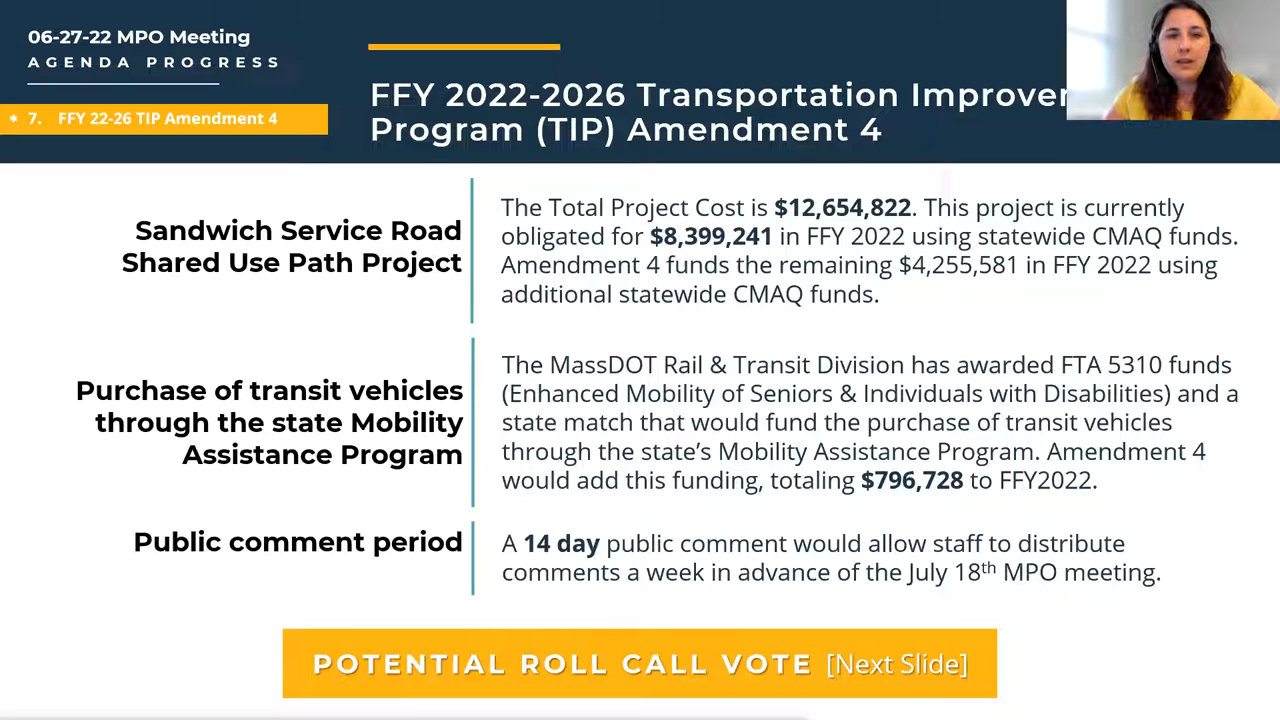 06-27-22 MPO Meeting
AGENDA PROGRESS
* 7. FFY 22-26 TIP Amendment 4
FFY 2022-2026 Transportation
Program (TIP) Amendment 4
Sandwich Service Road
Shared Use Path Project
The Total Project Cost is $12,654,822. This project is currently
obligated for $8,399,241 in FFY 2022 using statewide CMAQ funds.
Amendment 4 funds the remaining $4,255,581 in FFY 2022 using
additional statewide CMAQ funds.
Purchase of transit vehicles
through the state Mobility
Assistance Program
The MassDOT Rail & Transit Division has awarded FTA 5310 funds
(Enhanced Mobility of Seniors & Individuals with Disabilities) and a
state match that would fund the purchase of transit vehicles
through the state’s Mobility Assistance Program. Amendment 4
would add this funding, totaling $796,728 to FFY2022.
Public comment period
A 14 day public comment would allow staff to distribute
comments a week in advance of the July 18th MPO meeting.
POTENTIAL ROLL CALL VOTE [Next Slide]